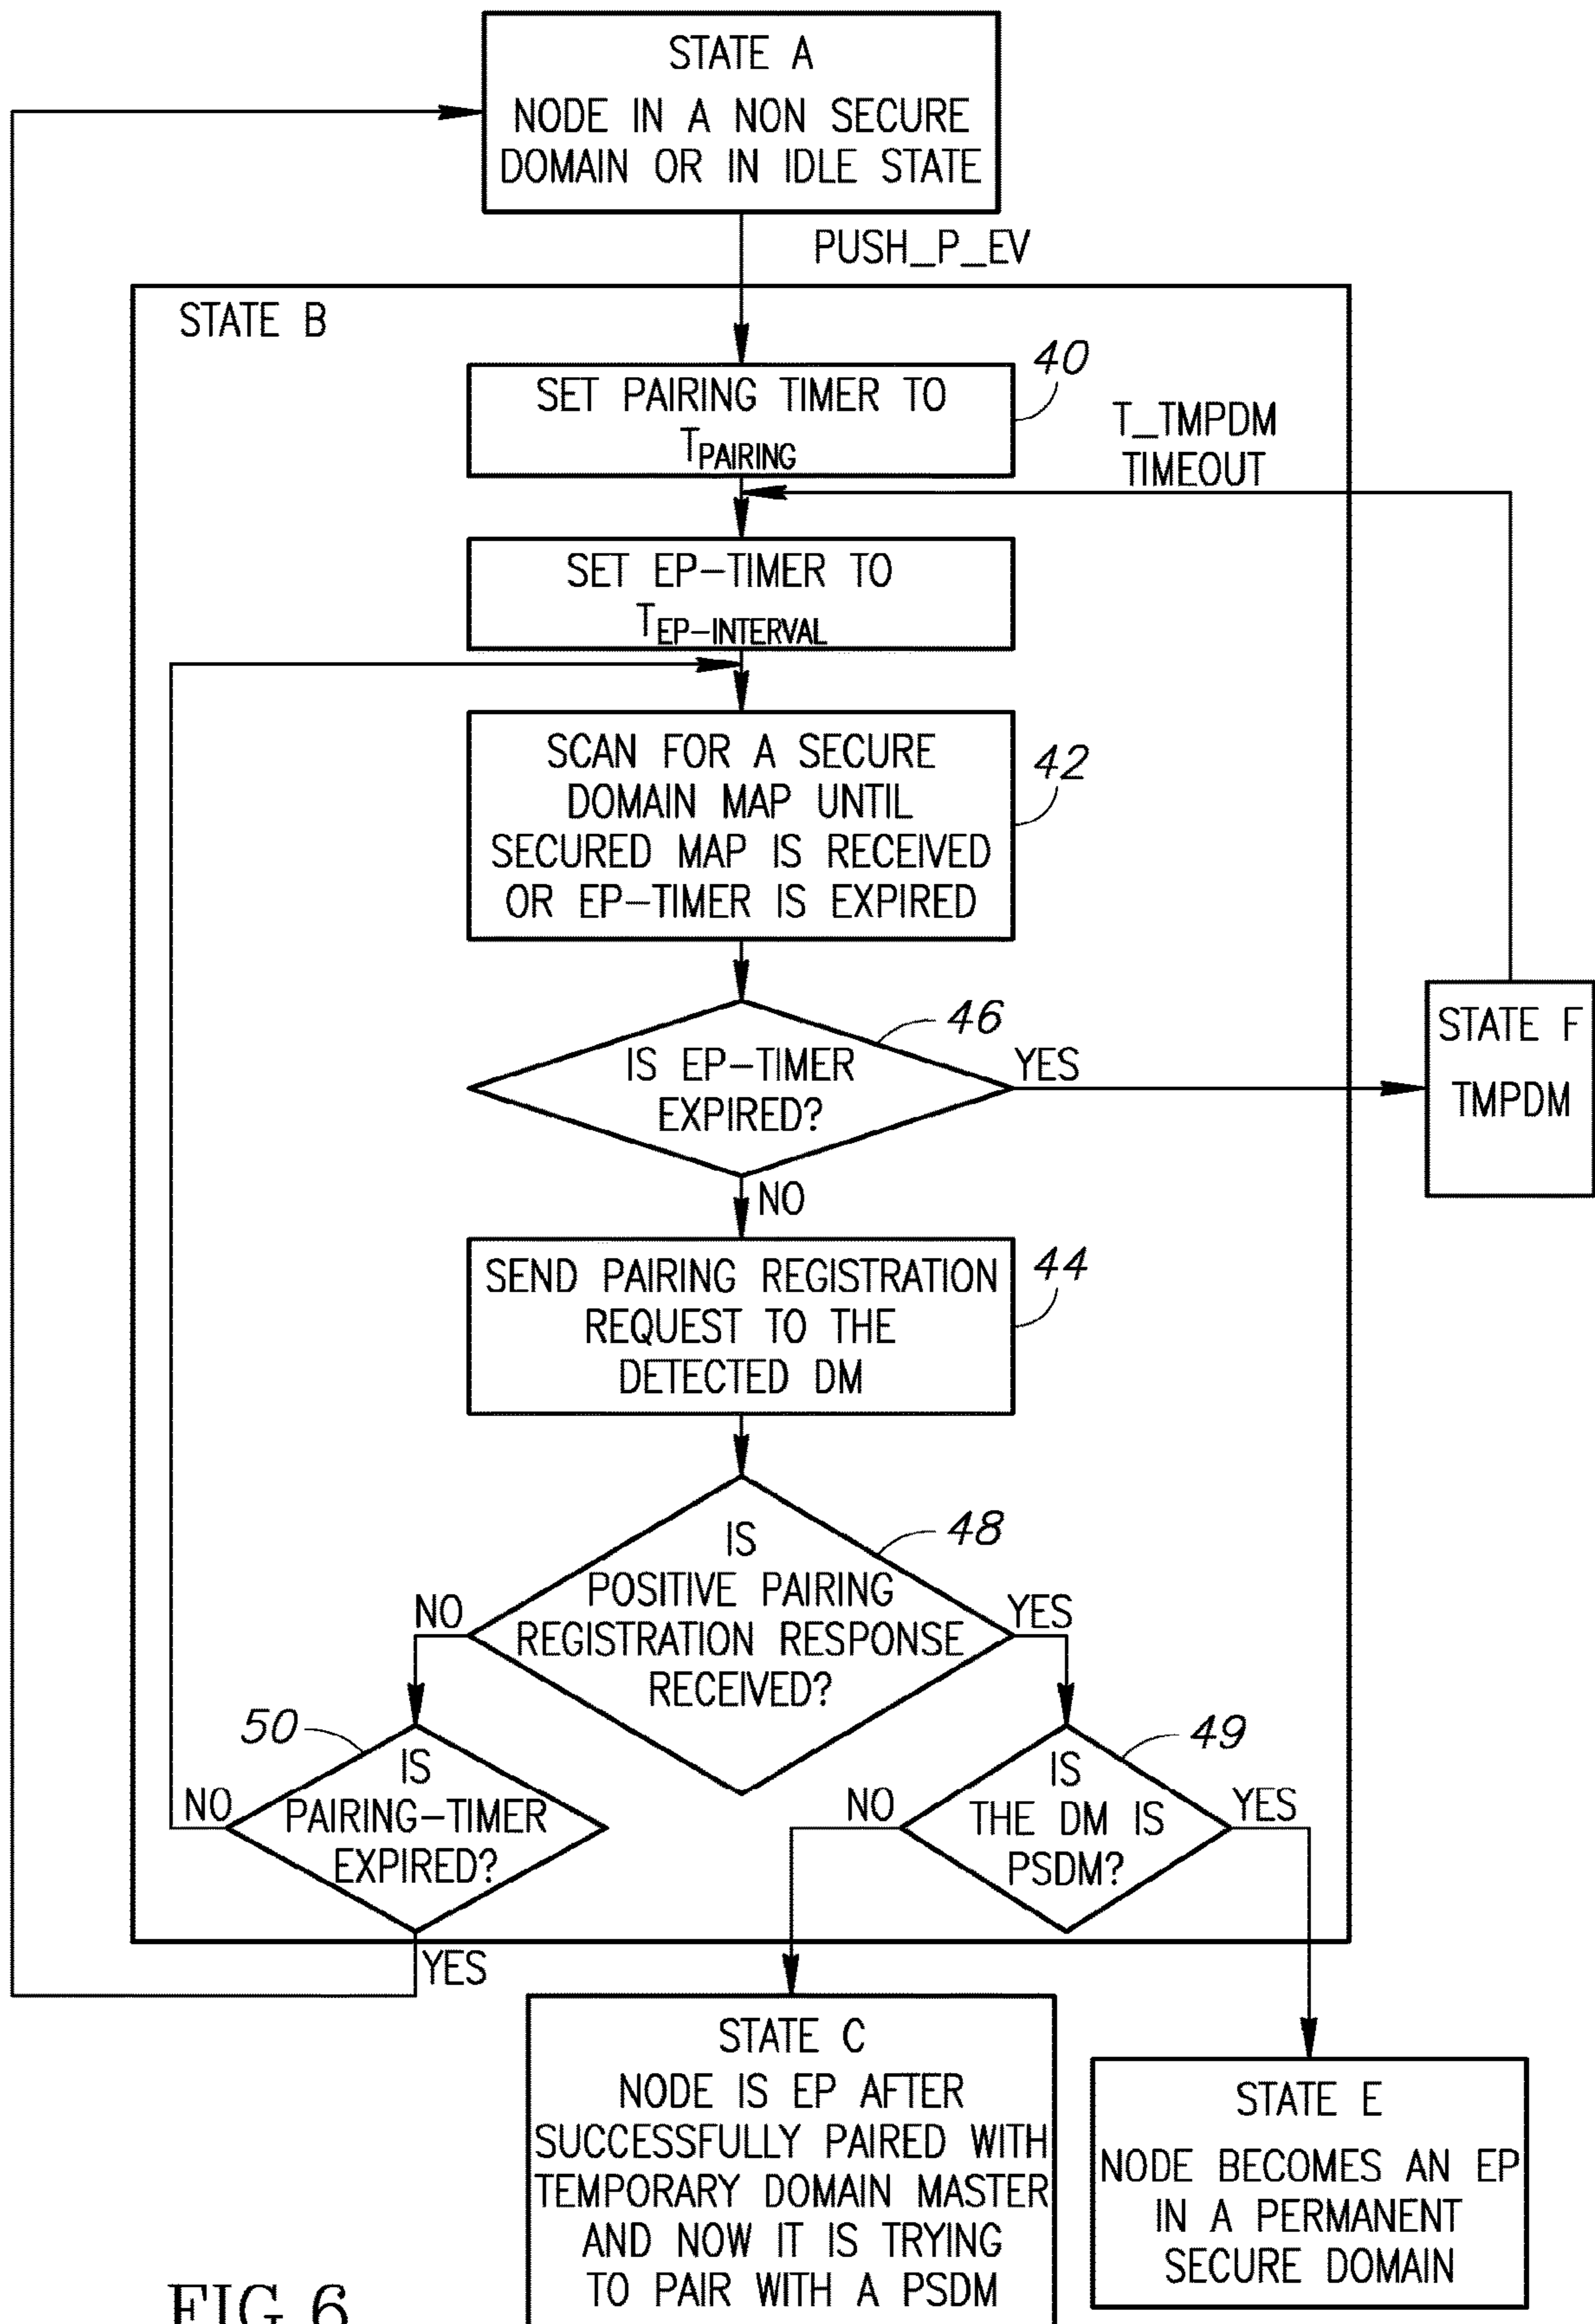 STATE A
NODE IN A NON SECURE
DOMAIN OR IN IDLE STATE
PUSH_P_EV
STATE B
SET PAIRING TIMER TO
TPAIRING
40
T_TMPDM
TIMEOUT
SET EP-TIMER TO
TEP-INTERVAL
SCAN FOR A SECURE
DOMAIN MAP UNTIL
SECURED MAP IS RECEIVED
OR EP-TIMER IS EXPIRED
42
IS EP-TIMER
EXPIRED?
46
YES
STATE F
TMPDM
NO
SEND PAIRING REGISTRATION
REQUEST TO THE
DETECTED DM
44
IS
POSITIVE PAIRING
REGISTRATION RESPONSE
RECEIVED?
48
NO
YES
50
IS
PAIRING-TIMER
EXPIRED?
NO
YES
49
IS
THE DM IS
PSDM?
NO
YES
STATE C
NODE IS EP AFTER
SUCCESSFULLY PAIRED WITH
TEMPORARY DOMAIN MASTER
AND NOW IT IS TRYING
TO PAIR WITH A PSDM
STATE E
NODE BECOMES AN EP
IN A PERMANENT
SECURE DOMAIN
FIG.6